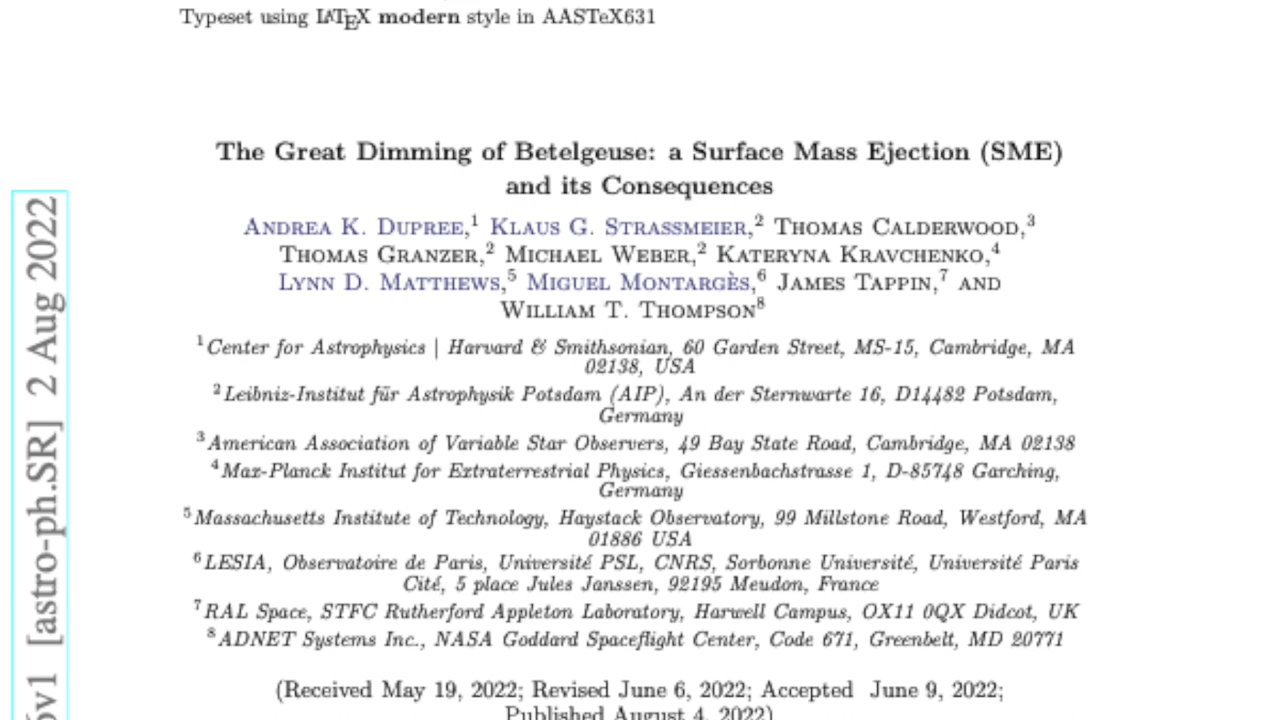 Typeset using LATEX modern style in AASTeX631
The Great Dimming of Betelgeuse: a Surface Mass Ejection (SME)
and its Consequences
Andrea K. Dupree,1 Klaus G. Strassmeier,2 Thomas Calderwood,3
Thomas Granzer,2 Michael Weber,2 Kateryna Kravchenko,4
Lynn D. Matthews,5 Miguel Montargès,6 James Tappin,7 and
William T. Thompson8
1Center for Astrophysics | Harvard & Smithsonian, 60 Garden Street, MS-15, Cambridge, MA
02138, USA
2Leibniz-Institut für Astrophysik Potsdam (AIP), An der Sternwarte 16, D14482 Potsdam,
Germany
3American Association of Variable Star Observers, 49 Bay State Road, Cambridge, MA 02138
4Max-Planck Institut for Extraterrestrial Physics, Giessenbachstrasse 1, D-85748 Garching,
Germany
5Massachusetts Institute of Technology, Haystack Observatory, 99 Millstone Road, Westford, MA
01886 USA
6LESIA, Observatoire de Paris, Université PSL, CNRS, Sorbonne Université, Université Paris
Cité, 5 place Jules Janssen, 92195 Meudon, France
7RAL Space, STFC Rutherford Appleton Laboratory, Harwell Campus, OX11 0QX Didcot, UK
8ADNET Systems Inc., NASA Goddard Spaceflight Center, Code 671, Greenbelt, MD 20771
(Received May 19, 2022; Revised June 6, 2022; Accepted June 9, 2022;
Published August 4, 2022)
v1 [astro-ph.SR] 2 Aug 2022